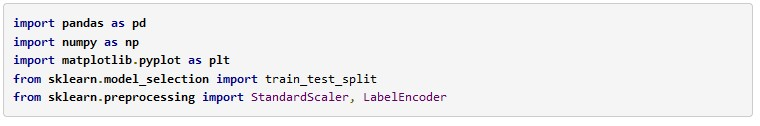 import pandas as pd
import numpy as np
import matplotlib.pyplot as plt
from sklearn.model_selection import train_test_split
from sklearn.preprocessing import StandardScaler, LabelEncoder